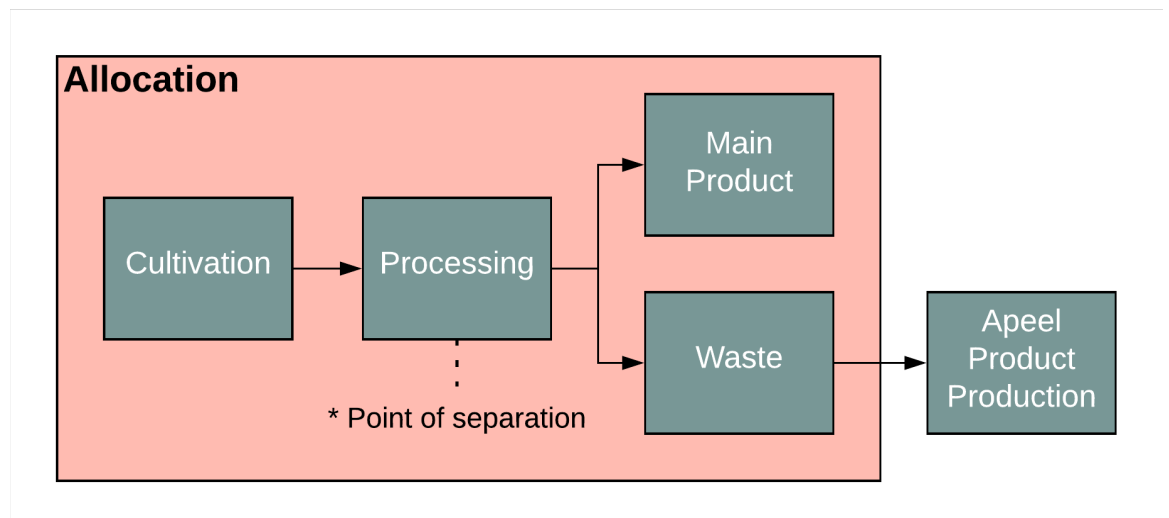 Allocation
Main
Product
Cultivation
Processing
Waste
Apeel
Product
Production
* Point of separation